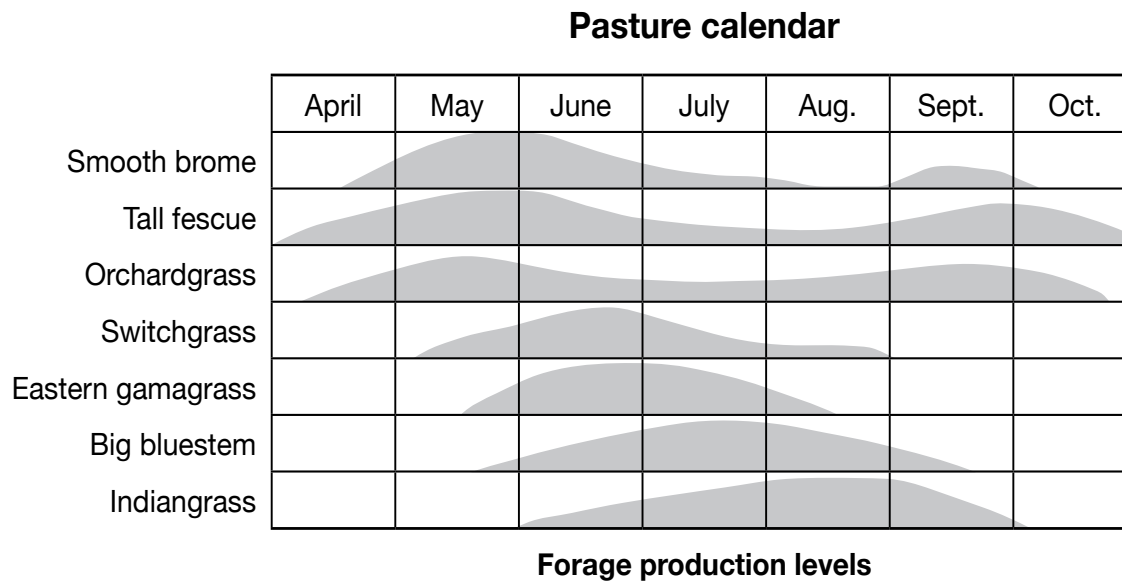 Pasture calendar
April May June July Aug. Sept. Oct.
Smooth brome
Tall fescue
Orchardgrass
Switchgrass
Eastern gamagrass
Big bluestem
Indiangrass
Forage production levels